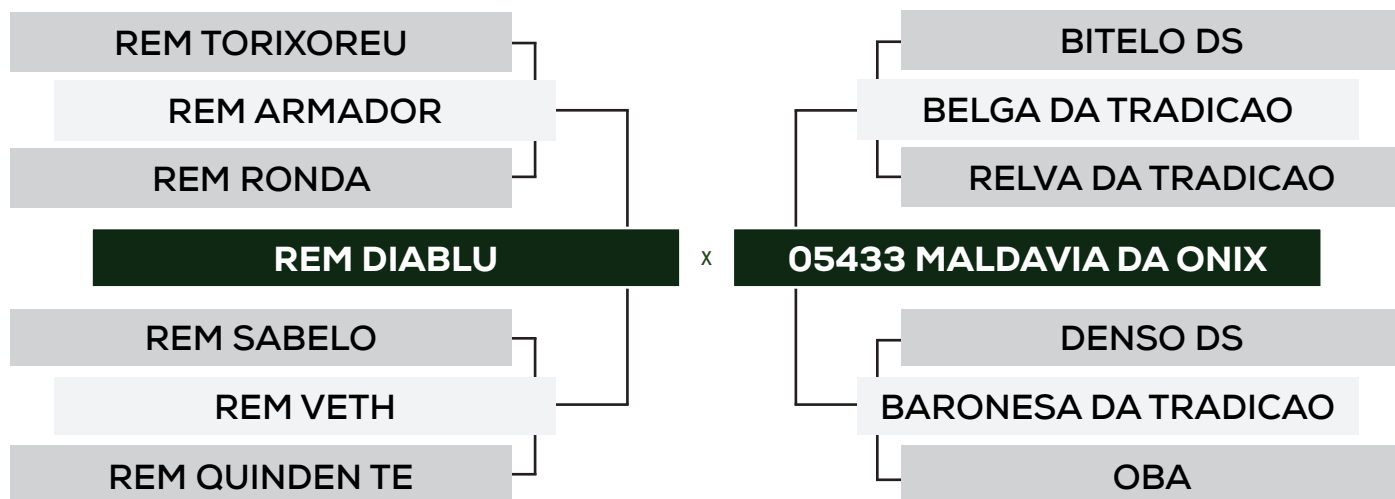 REM TORIXOREU
REM ARMADOR
REM RONDA
REM DIABLU
REM SABELO
REM VETH
REM QUINDEN TE
x
BITELO DS
BELGA DA TRADICAO
RELVA DA TRADICAO
05433 MALDAVIA DA ONIX
DENSO DS
BARONESA DA TRADICAO
OBA